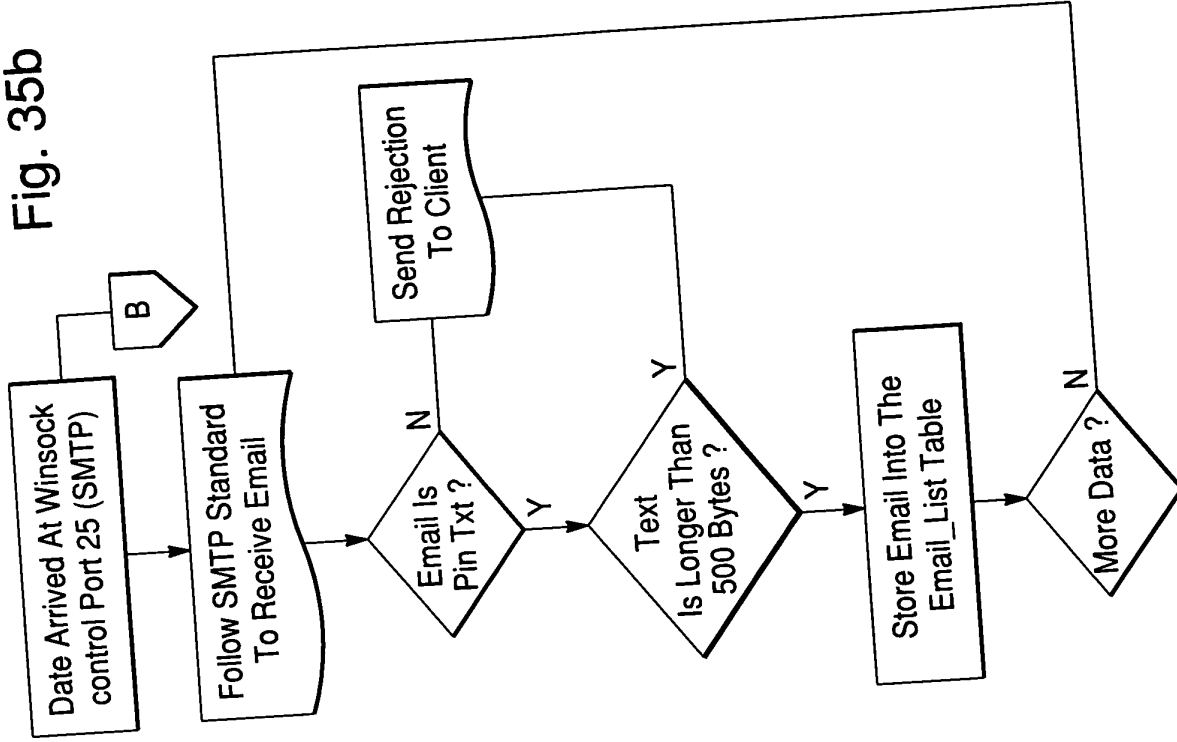 Fig. 35b
Date Arrived At Winsock
control Port 25 (SMTP)
B
Follow SMTP Standard
To Receive Email
Email Is
Pin Txt ?
N
Y
Send Rejection
To Client
Text
Is Longer Than
500 Bytes ?
Y
Y
Store Email Into The
Email_List Table
More Data ?
N